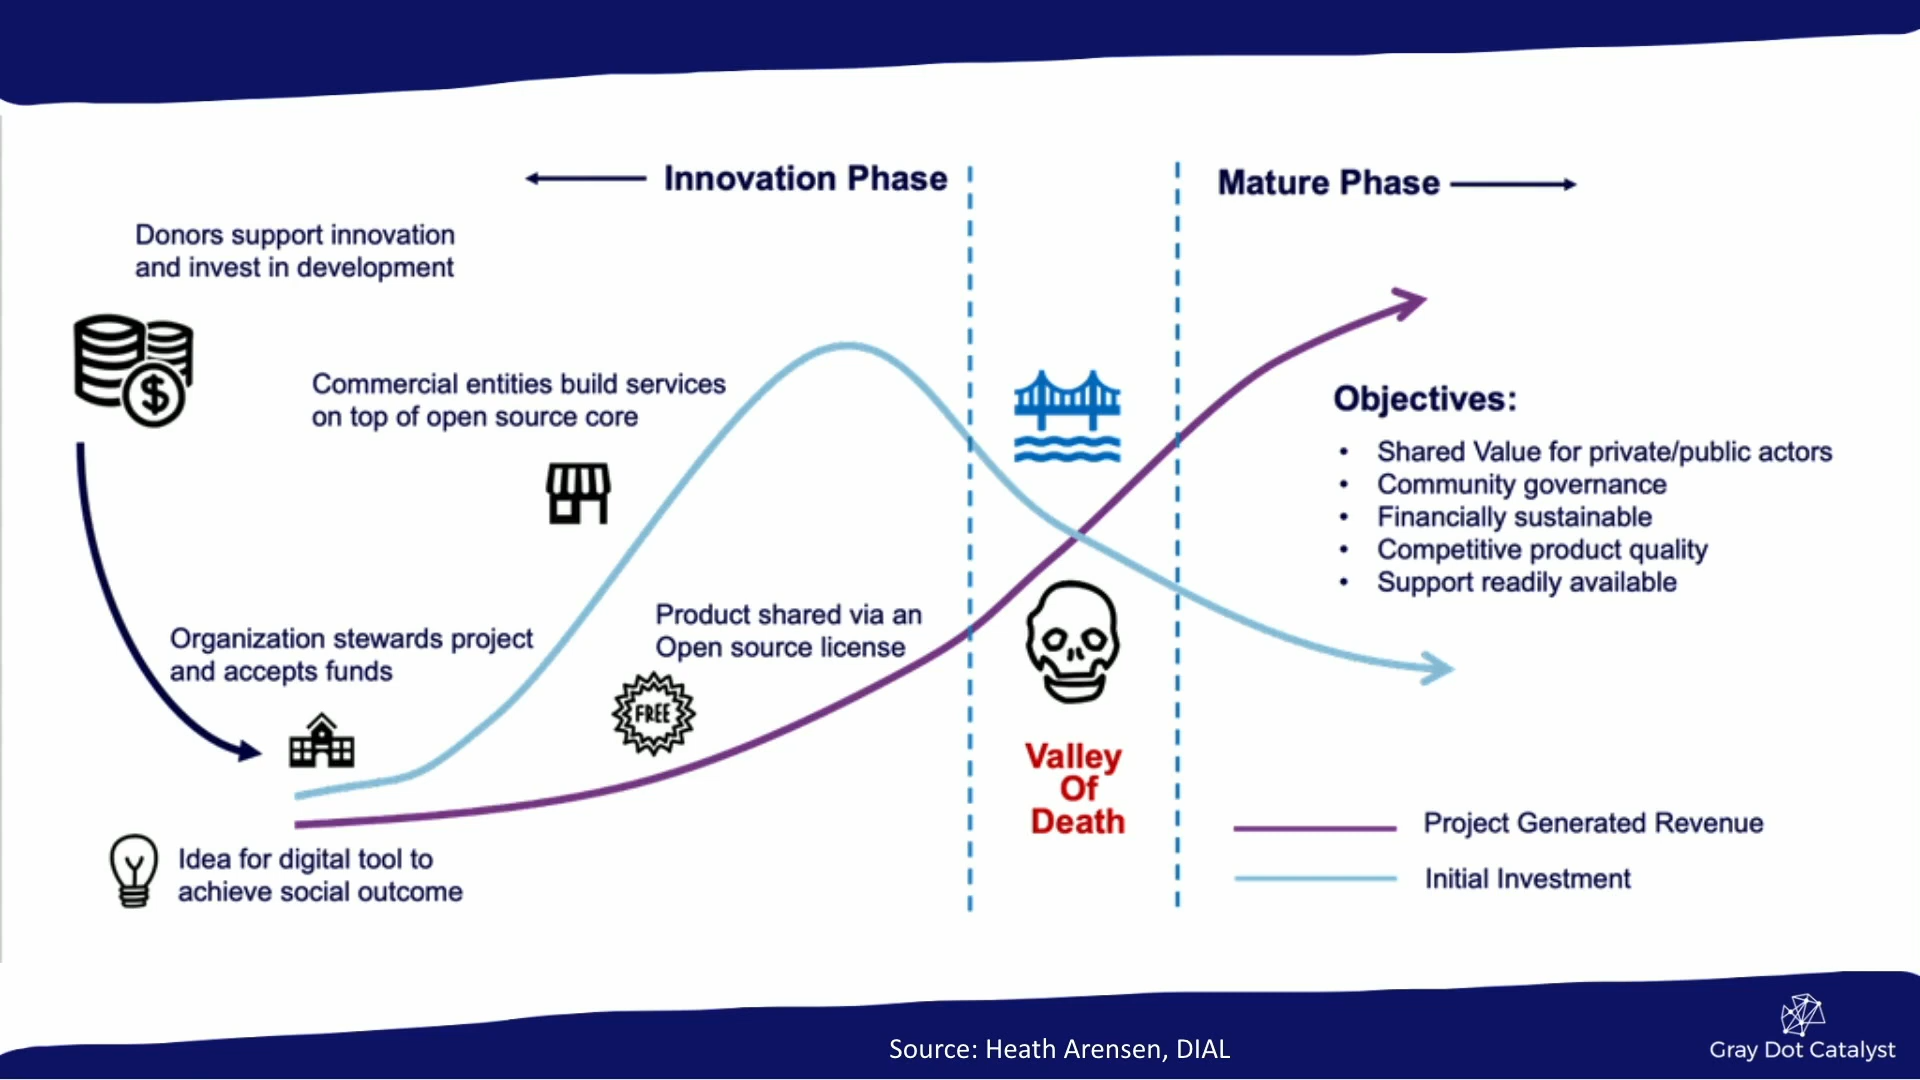 Innovation Phase
Mature Phase
Donors support innovation
and invest in development
$
Commercial entities build services
on top of open source core
Objectives:
• Shared Value for private/public actors
• Community governance
• Financially sustainable
• Competitive product quality
• Support readily available
Organization stewards project
and accepts funds
Product shared via an
Open source license
FREE
Valley
Of
Death
Idea for digital tool to
achieve social outcome
Project Generated Revenue
Initial Investment
Source: Heath Arensen, DIAL
Gray Dot Catalyst